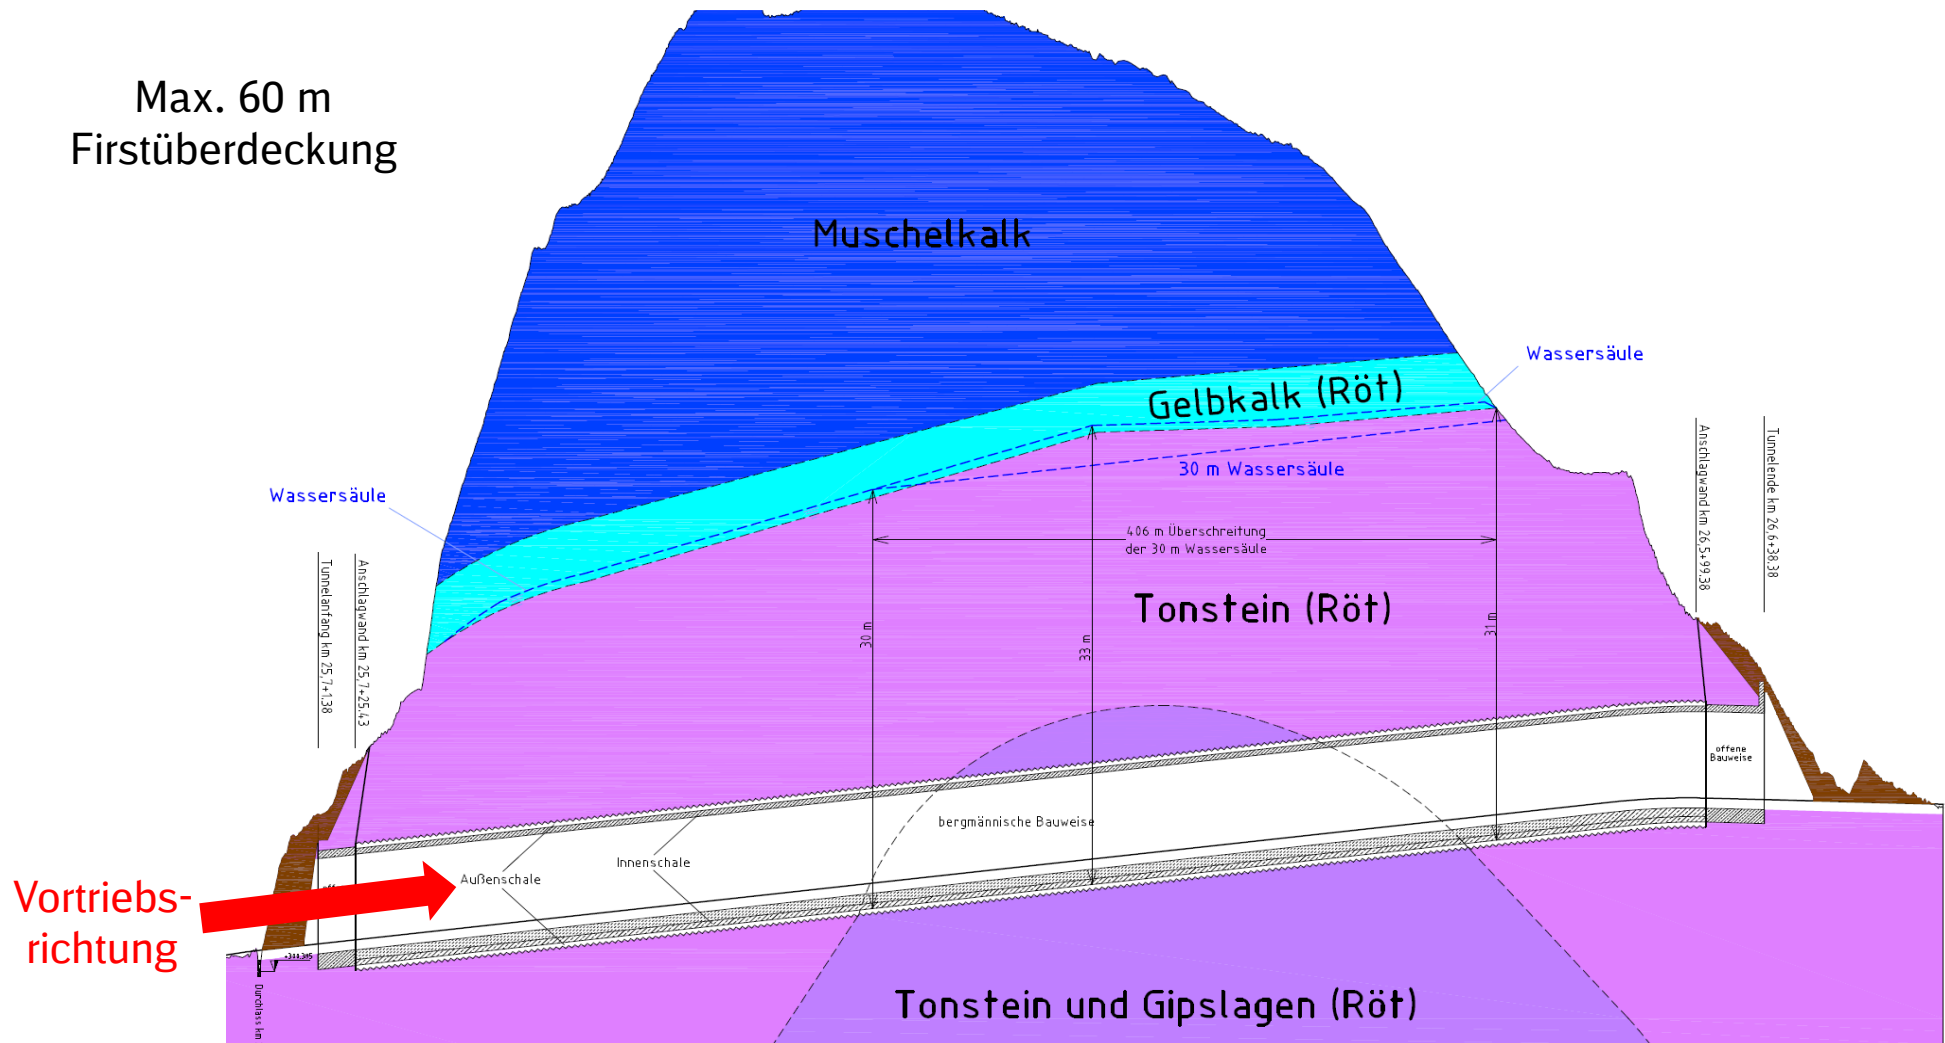 Max. 60 m
Firstüberdeckung
Muschelkalk
Wassersäule
Gelbkalk (Röt)
30 m Wassersäule
Wassersäule
406 m Überschreitung
der 30 m Wassersäule
Tonstein (Röt)
30 m
33 m
31 m
Tunnelanfang km 25,7+1.38
Anschlagwand km 25,7+25.43
Anschlagwand km 26,5+99.38
Tunnelende km 26,6+38.38
offene
Bauweise
bergmännische Bauweise
Innenschale
Außenschale
Vortriebs-
richtung
Durchlass km
Tonstein und Gipslagen (Röt)